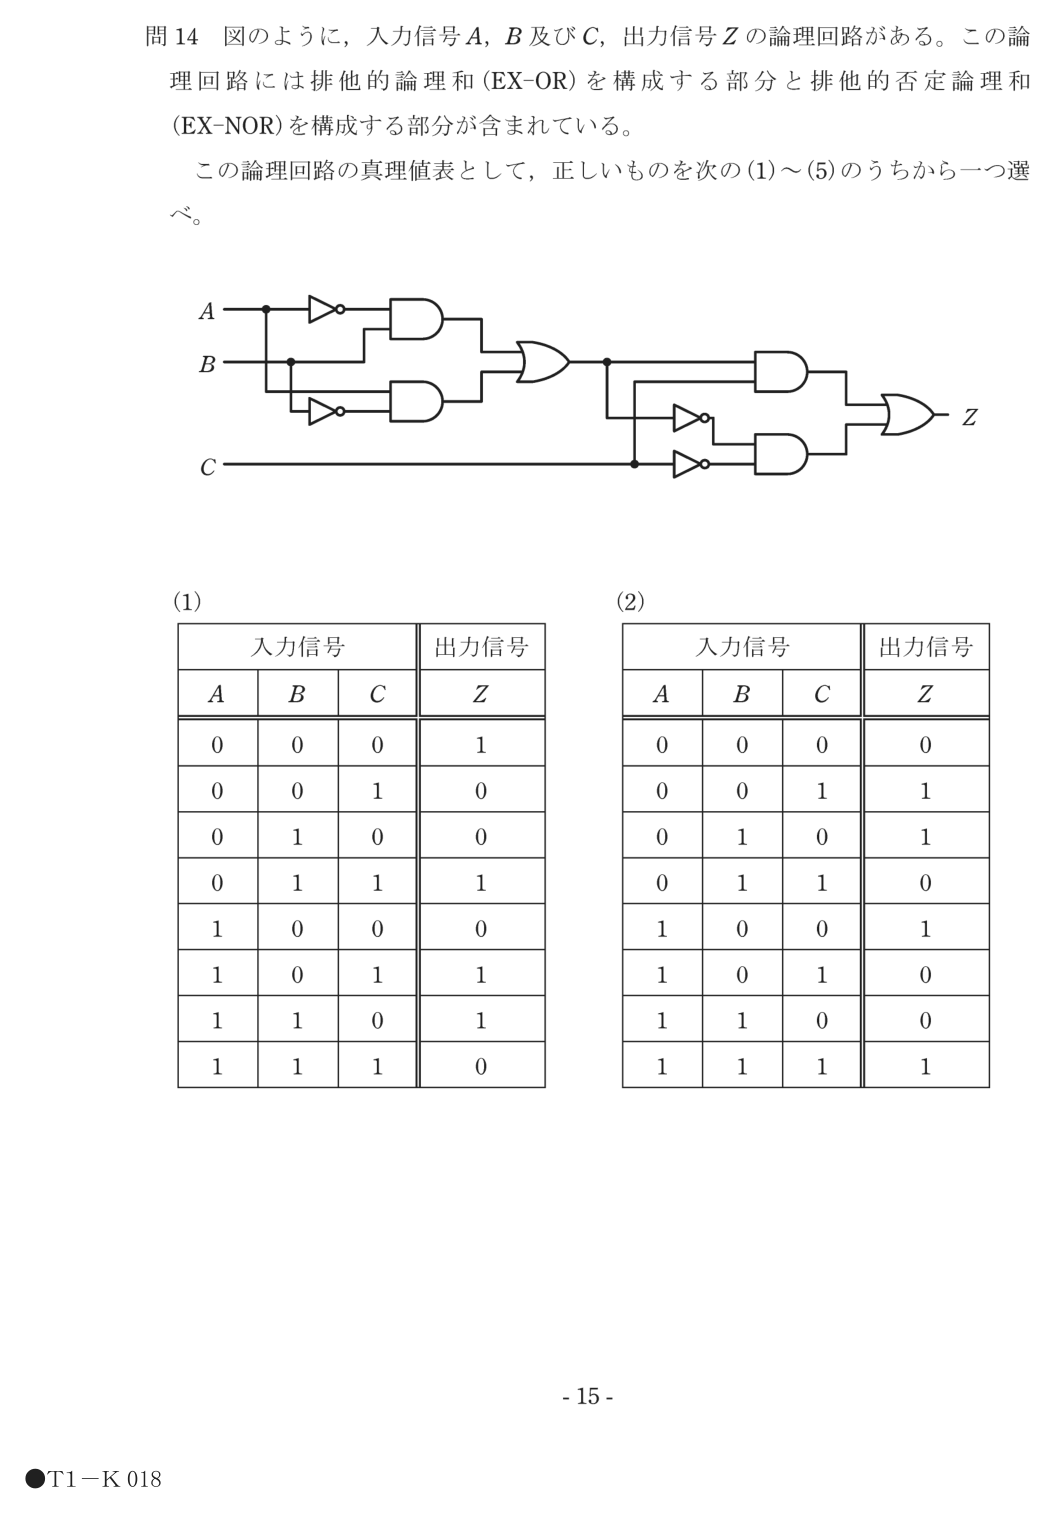 問 14　図のように，入力信号 A，B 及び C，出力信号 Z の論理回路がある。この論
理回路には排他的論理和(EX-OR)を構成する部分と排他的否定論理和
(EX-NOR)を構成する部分が含まれている。
この論理回路の真理値表として，正しいものを次の(1)～(5)のうちから一つ選
べ。
A
B
C
Z
(1)
入力信号 出力信号
A B C Z
0 0 0 1
0 0 1 0
0 1 0 0
0 1 1 1
1 0 0 0
1 0 1 1
1 1 0 1
1 1 1 0
(2)
入力信号 出力信号
A B C Z
0 0 0 0
0 0 1 1
0 1 0 1
0 1 1 0
1 0 0 1
1 0 1 0
1 1 0 0
1 1 1 1
- 15 -
●T1－K 018